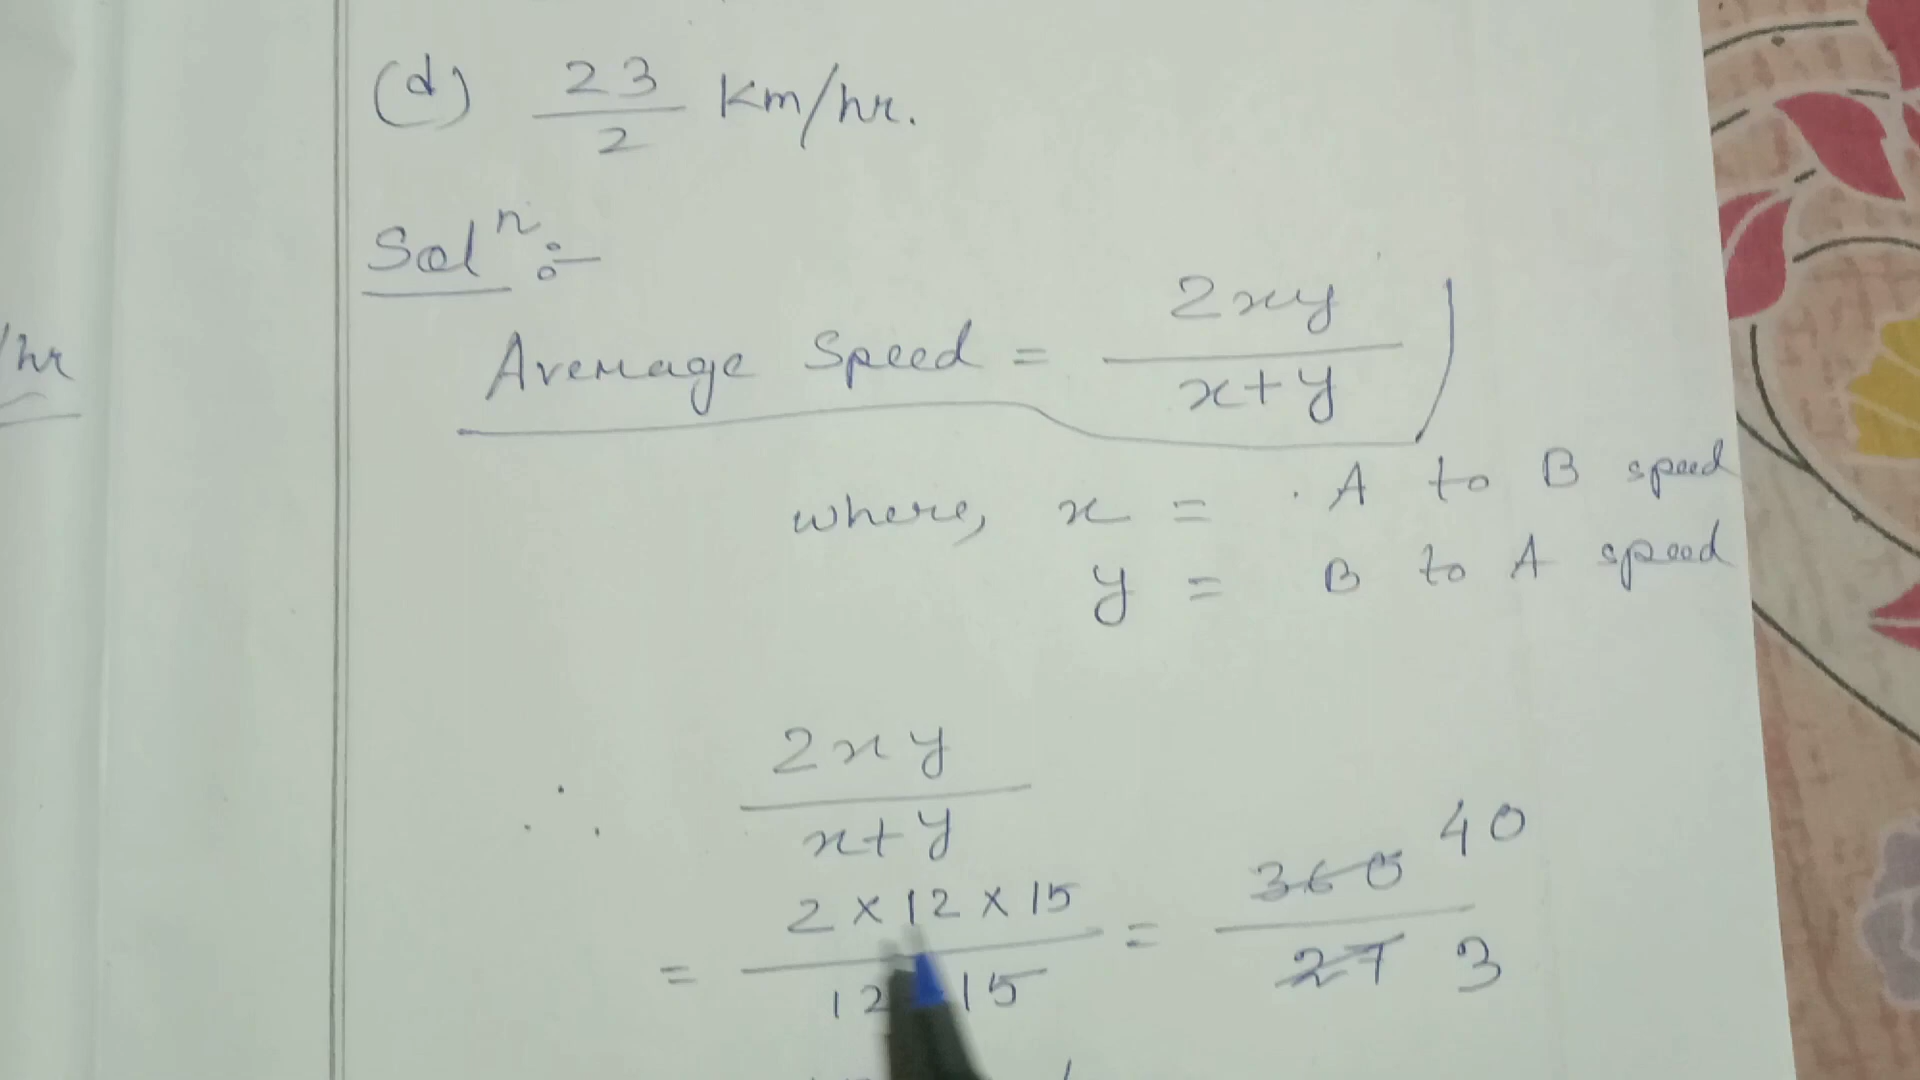 (d) 23/2 Km/hr.
Solⁿ :-
/hr
Average Speed = 2xy/x+y
where, x = A to B speed
y = B to A speed
∴ 2xy/x+y
= 2 × 12 × 15/12 15 = 360 40/27 3